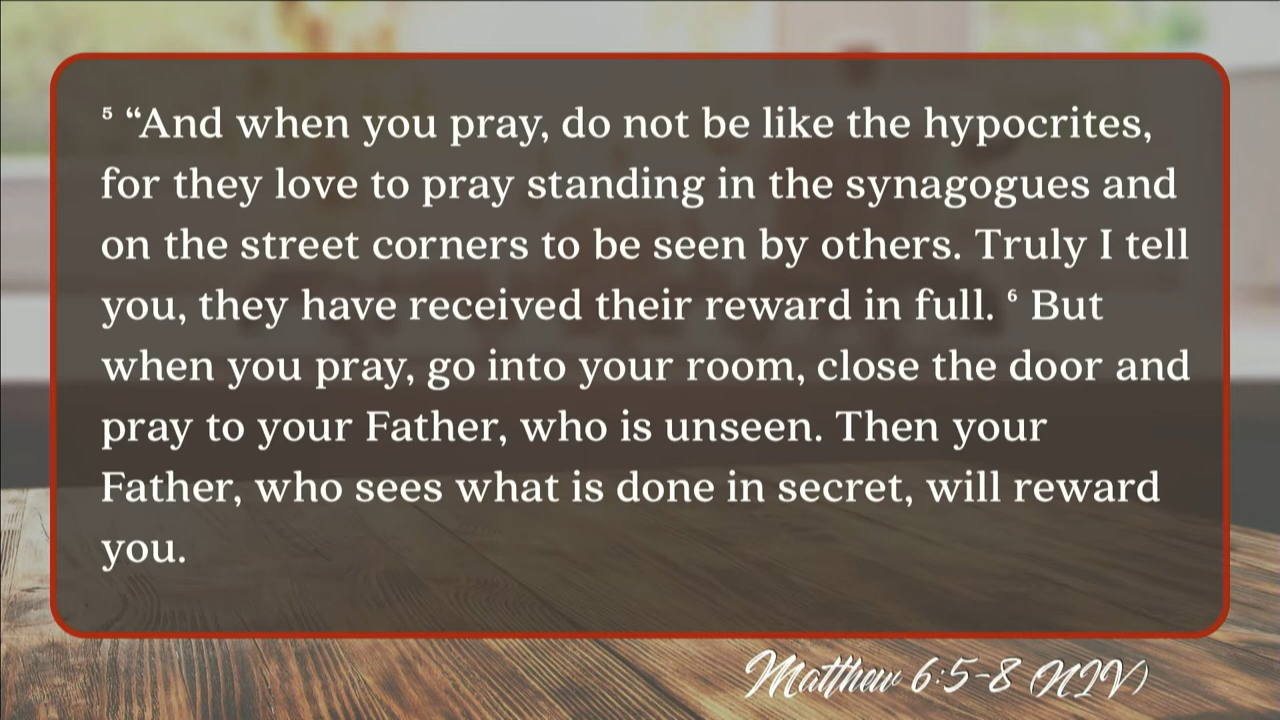 ⁵ “And when you pray, do not be like the hypocrites,
for they love to pray standing in the synagogues and
on the street corners to be seen by others. Truly I tell
you, they have received their reward in full. ⁶ But
when you pray, go into your room, close the door and
pray to your Father, who is unseen. Then your
Father, who sees what is done in secret, will reward
you.
Matthew 6:5-8 (NIV)